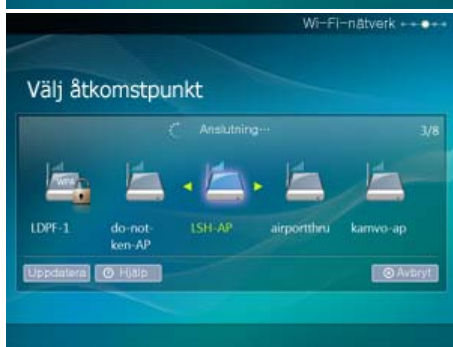 Wi-Fi-nätverk
Välj åtkomstpunkt
Anslutning...
3/8
WPA
LDPF-1
do-not-
ken-AP
LSH-AP
airportthru
kamvo-ap
Uppdatera
Hjälp
Avbryt